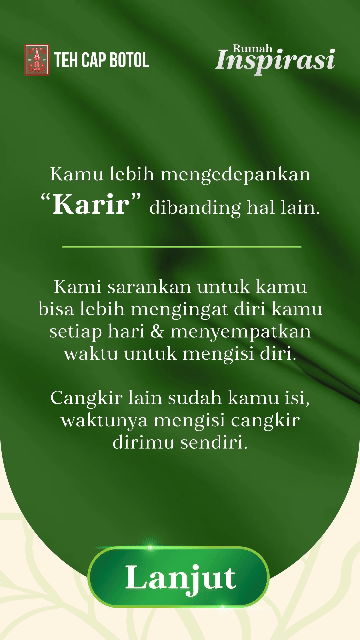 TEH CAP BOTOL
Rumah
Inspirasi
Kamu lebih mengedepankan
“Karir” dibanding hal lain.
Kami sarankan untuk kamu
bisa lebih mengingat diri kamu
setiap hari & menyempatkan
waktu untuk mengisi diri.
Cangkir lain sudah kamu isi,
waktunya mengisi cangkir
dirimu sendiri.
Lanjut